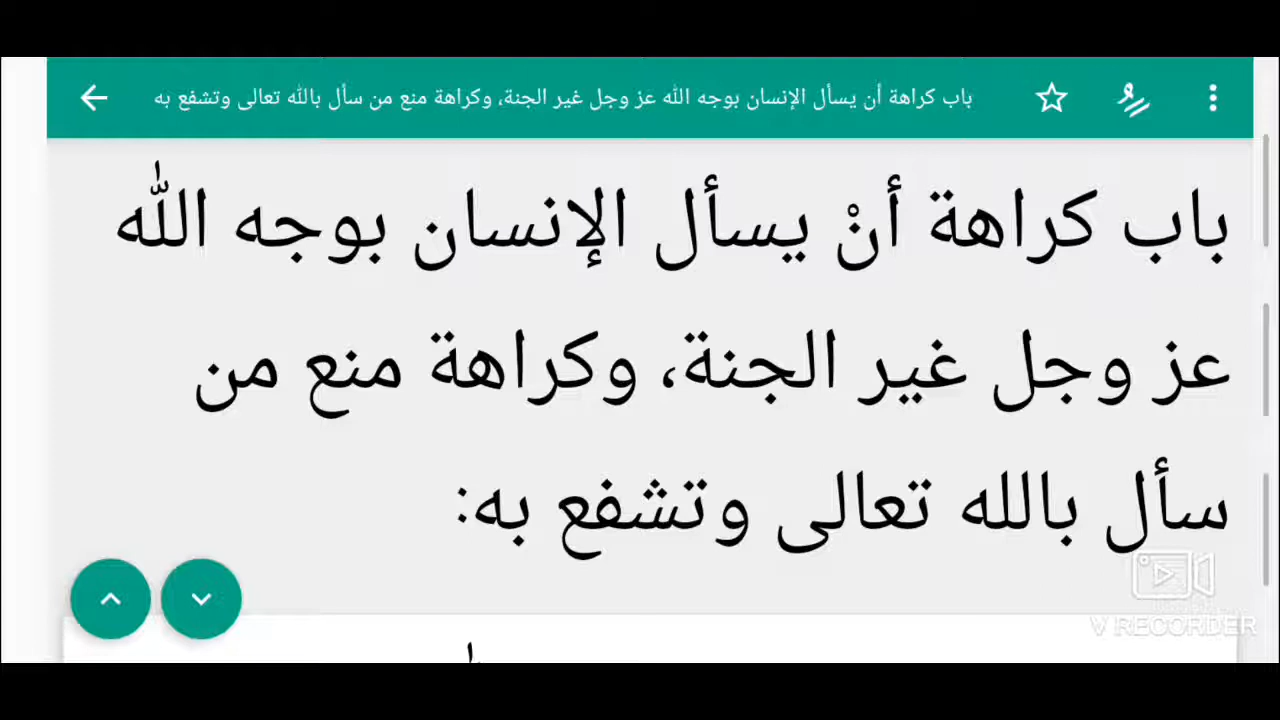 باب كراهة أن يسأل الإنسان بوجه الله عز وجل غير الجنة، وكراهة منع من سأل بالله تعالى وتشفع به
باب كراهة أنْ يسأل الإنسان بوجه الله
عز وجل غير الجنة، وكراهة منع من
سأل بالله تعالى وتشفع به:
V RECORDER